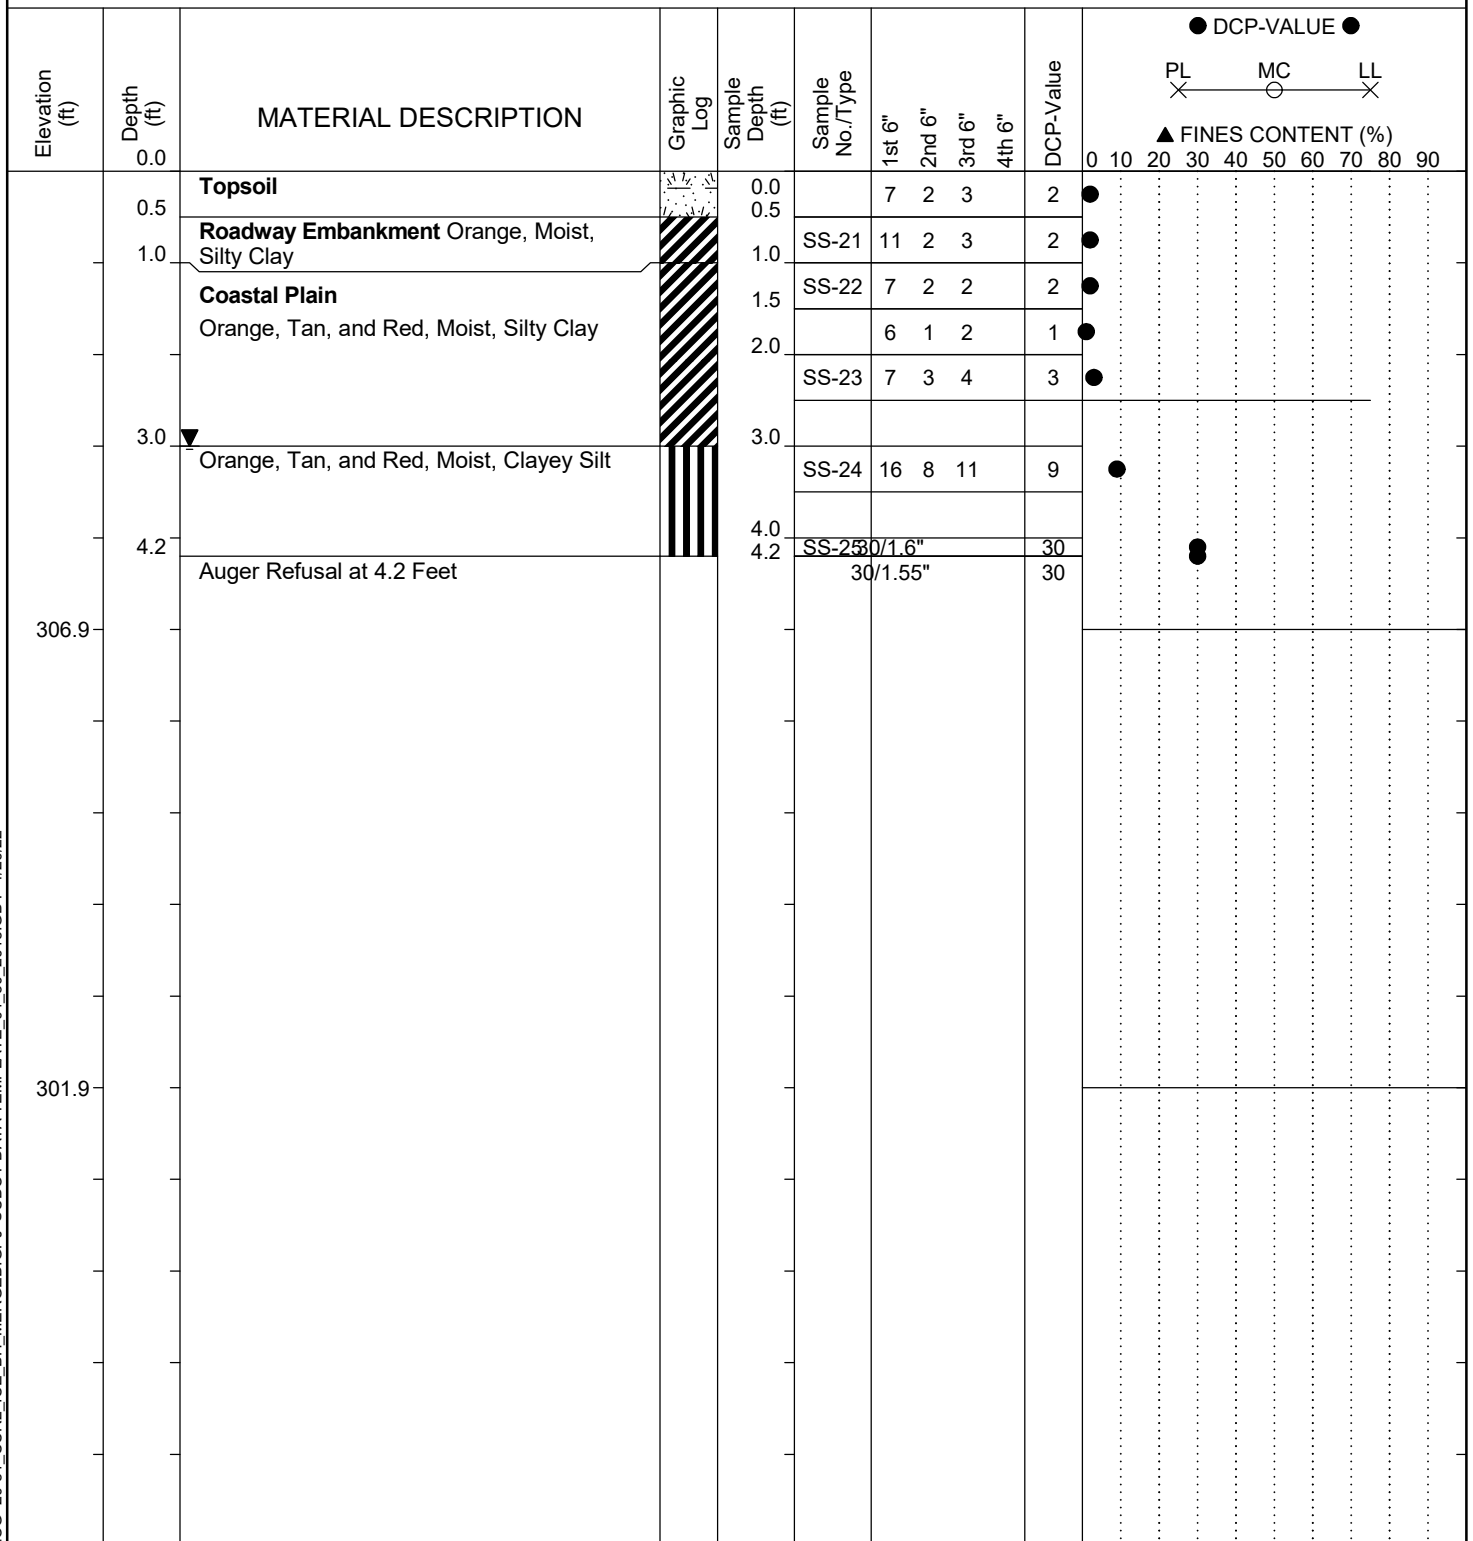 ● DCP-VALUE ●
PL MC LL
▲ FINES CONTENT (%)
0 10 20 30 40 50 60 70 80 90
Elevation
(ft)
Depth
(ft)
0.0
MATERIAL DESCRIPTION
Graphic
Log
Sample
Depth
(ft)
Sample
No./Type
1st 6"
2nd 6"
3rd 6"
4th 6"
DCP-Value
Topsoil 0.0 7 2 3 2
0.5 0.5
Roadway Embankment Orange, Moist,
Silty Clay
SS-21 11 2 3 2
1.0 1.0
Coastal Plain
SS-22 7 2 2 2
1.5
Orange, Tan, and Red, Moist, Silty Clay
6 1 2 1
2.0
SS-23 7 3 4 3
3.0 3.0
Orange, Tan, and Red, Moist, Clayey Silt
SS-24 16 8 11 9
4.0
4.2 4.2 SS-25 30/1.6" 30
Auger Refusal at 4.2 Feet 30/1.55" 30
306.9
301.9